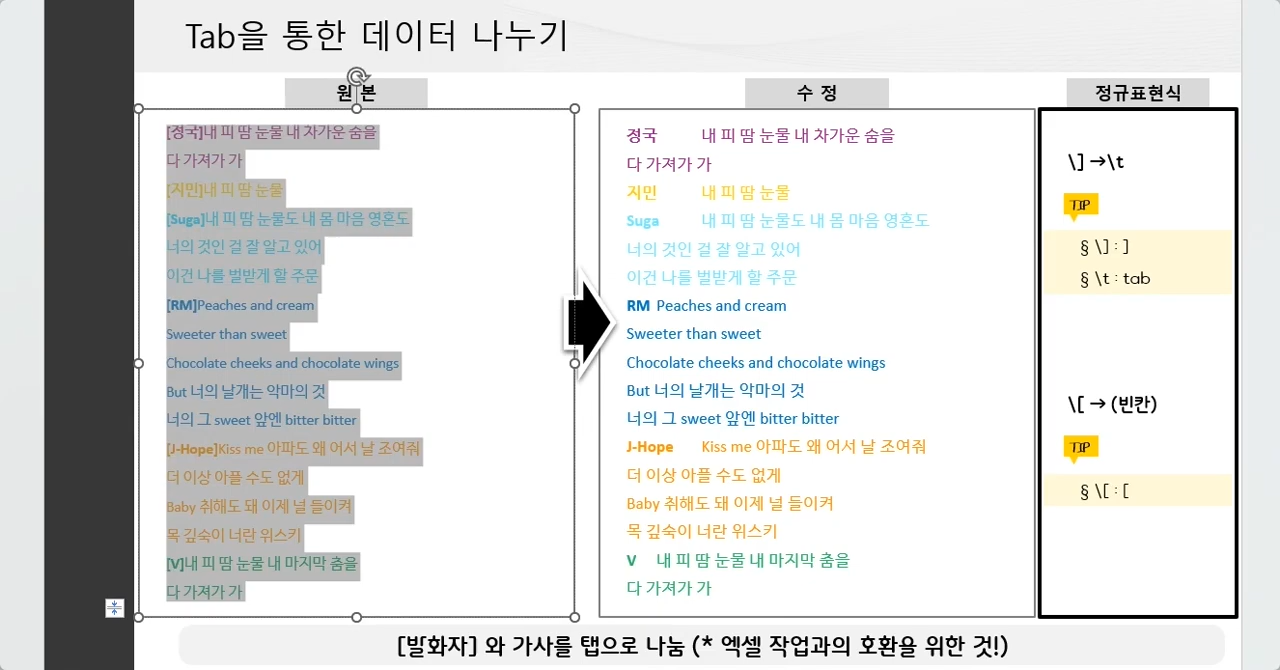 Tab을 통한 데이터 나누기
원 본
[정국]내 피 땀 눈물 내 차가운 숨을
다 가져가 가
[지민]내 피 땀 눈물
[Suga]내 피 땀 눈물도 내 몸 마음 영혼도
너의 것인 걸 잘 알고 있어
이건 나를 벌받게 할 주문
[RM]Peaches and cream
Sweeter than sweet
Chocolate cheeks and chocolate wings
But 너의 날개는 악마의 것
너의 그 sweet 앞엔 bitter bitter
[J-Hope]Kiss me 아파도 왜 어서 날 조여줘
더 이상 아플 수도 없게
Baby 취해도 돼 이제 널 들이켜
목 깊숙이 너란 위스키
[V]내 피 땀 눈물 내 마지막 춤을
다 가져가 가
수 정
정국 내 피 땀 눈물 내 차가운 숨을
다 가져가 가
지민 내 피 땀 눈물
Suga 내 피 땀 눈물도 내 몸 마음 영흔도
너의 것인 걸 잘 알고 있어
이건 나를 벌받게 할 주문
RM Peaches and cream
Sweeter than sweet
Chocolate cheeks and chocolate wings
But 너의 날개는 악마의 것
너의 그 sweet 앞엔 bitter bitter
J-Hope Kiss me 아파도 왜 어서 날 조여줘
더 이상 아플 수도 없게
Baby 취해도 돼 이제 널 들이켜
목 깊숙이 너란 위스키
V 내 피 땀 눈물 내 마지막 춤을
다 가져가 가
정규표현식
\] →\t
TIP
§ \] : ]
§ \t : tab
\[ → (빈칸)
TIP
§ \[ : [
[발화자] 와 가사를 탭으로 나눔 (* 엑셀 작업과의 호환을 위한 것!)